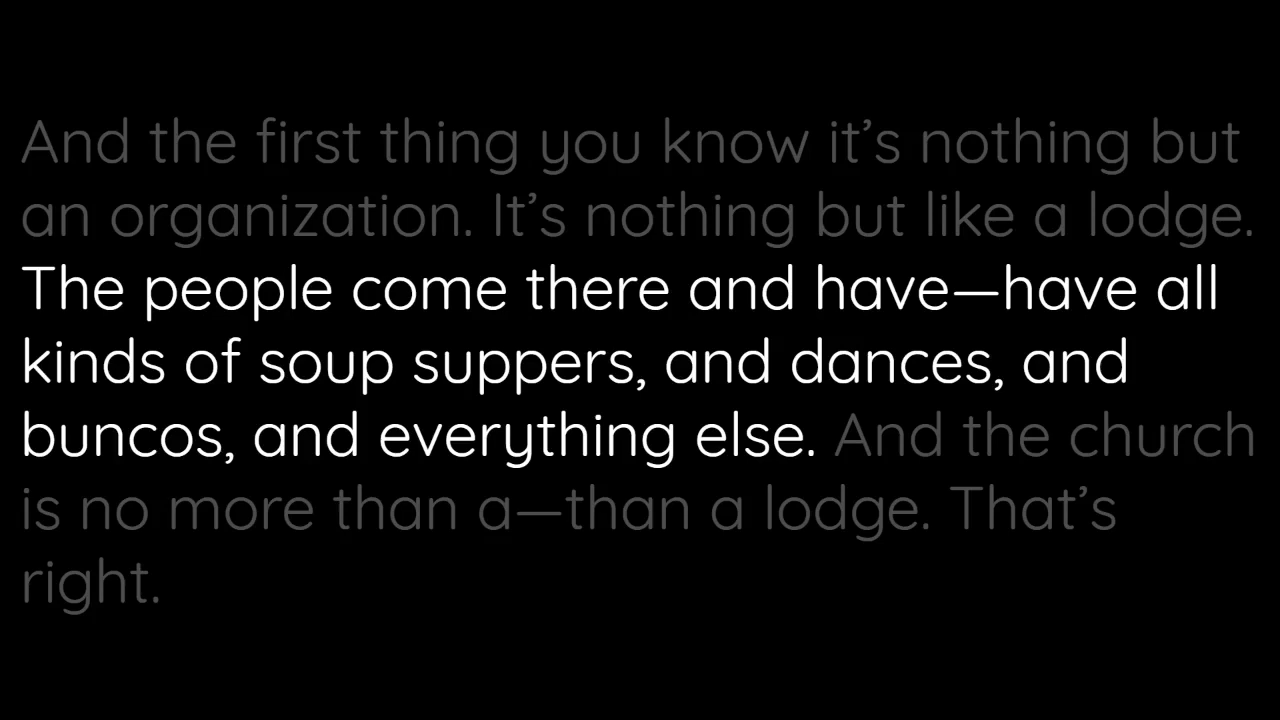 And the first thing you know it’s nothing but
an organization. It’s nothing but like a lodge.
The people come there and have—have all
kinds of soup suppers, and dances, and
buncos, and everything else. And the church
is no more than a—than a lodge. That’s
right.